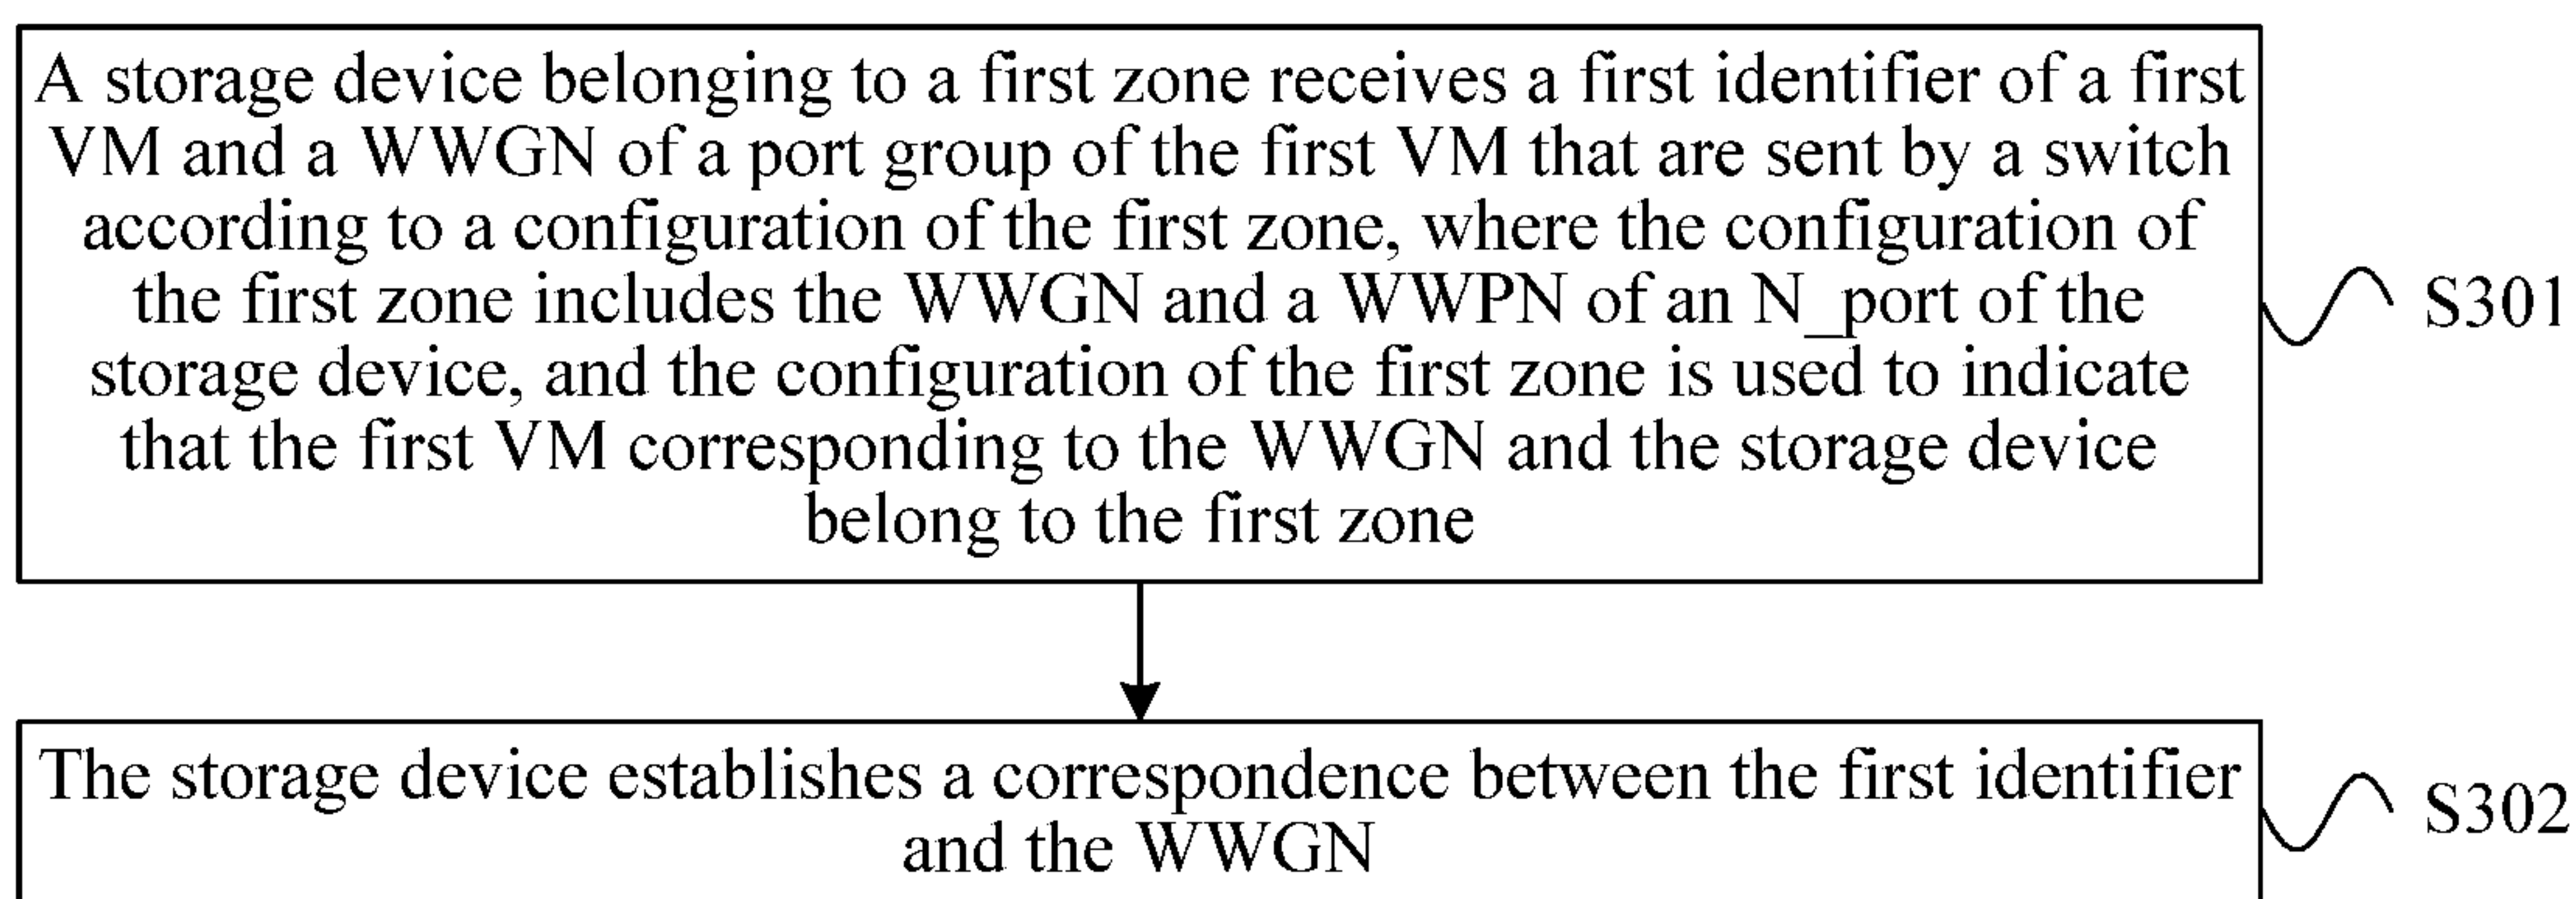 A storage device belonging to a first zone receives a first identifier of a first
VM and a WWGN of a port group of the first VM that are sent by a switch
according to a configuration of the first zone, where the configuration of
the first zone includes the WWGN and a WWPN of an N_port of the
storage device, and the configuration of the first zone is used to indicate
that the first VM corresponding to the WWGN and the storage device
belong to the first zone
S301
The storage device establishes a correspondence between the first identifier
and the WWGN
S302